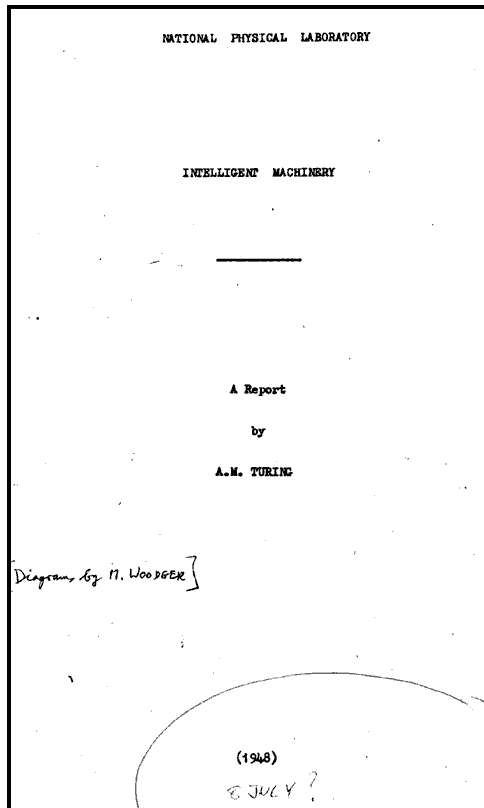 NATIONAL PHYSICAL LABORATORY
INTELLIGENT MACHINERY
A Report
by
A.M. TURING
[Diagrams by M. WOODGER]
(1948)
8 JULY ?